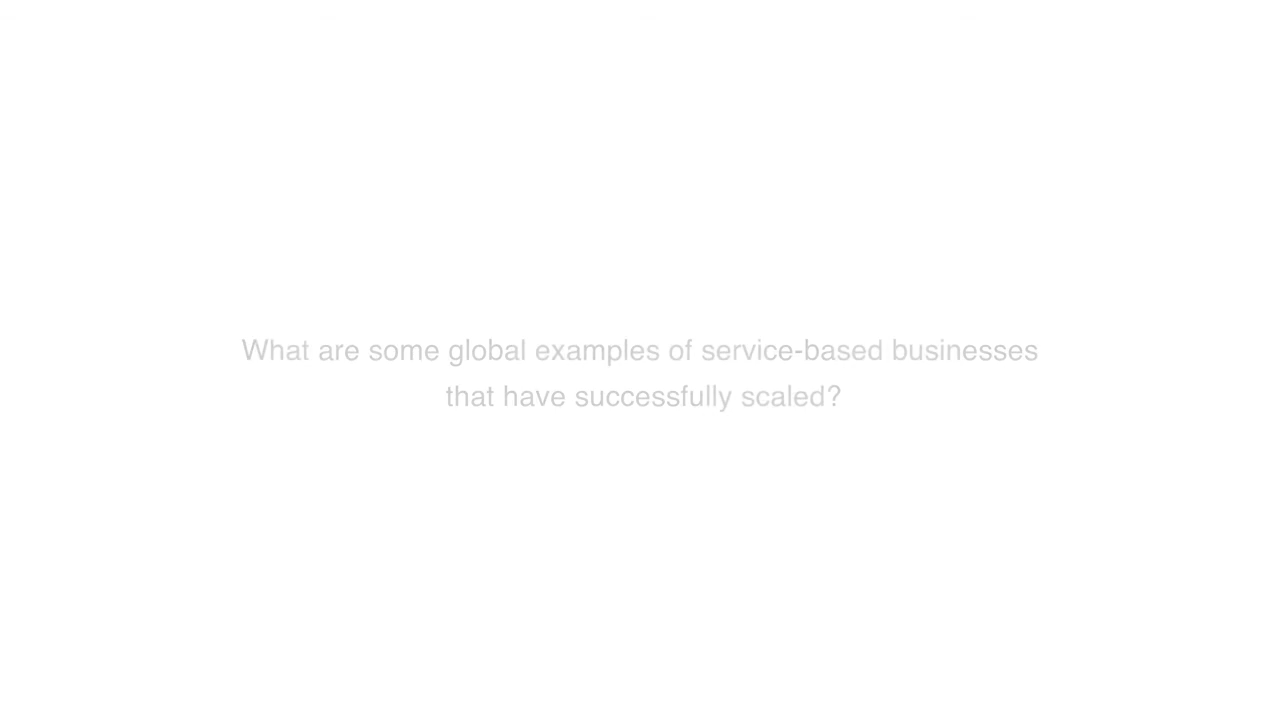 What are some global examples of service-based businesses
that have successfully scaled?